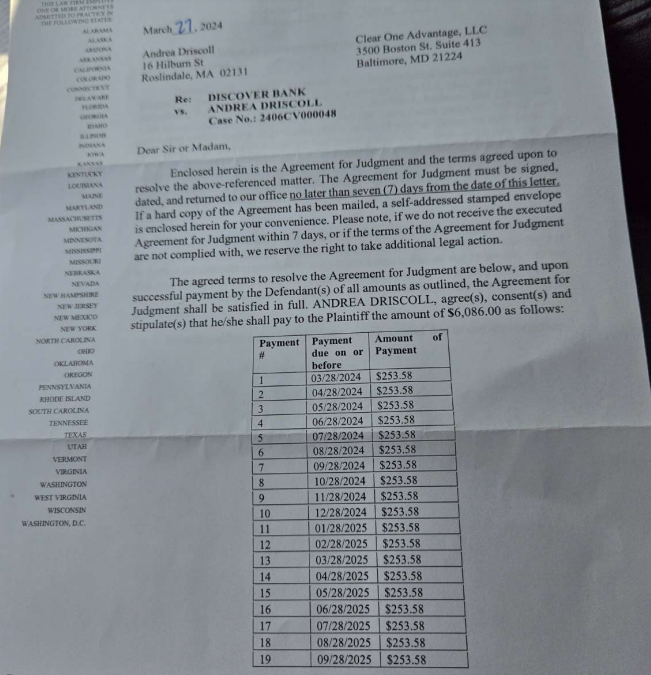 THIS LAW FIRM EMPLOYS
ONE OR MORE ATTORNEYS
ADMITTED TO PRACTICE IN
THE FOLLOWING STATES:
ALABAMA
ALASKA
ARIZONA
ARKANSAS
CALIFORNIA
COLORADO
CONNECTICUT
DELAWARE
FLORIDA
GEORGIA
IDAHO
ILLINOIS
INDIANA
IOWA
KANSAS
KENTUCKY
LOUISIANA
MAINE
MARYLAND
MASSACHUSETTS
MICHIGAN
MINNESOTA
MISSISSIPPI
MISSOURI
NEBRASKA
NEVADA
NEW HAMPSHIRE
NEW JERSEY
NEW MEXICO
NEW YORK
NORTH CAROLINA
OHIO
OKLAHOMA
OREGON
PENNSYLVANIA
RHODE ISLAND
SOUTH CAROLINA
TENNESSEE
TEXAS
UTAH
VERMONT
VIRGINIA
WASHINGTON
WEST VIRGINIA
WISCONSIN
WASHINGTON, D.C.
March 27, 2024
Andrea Driscoll
16 Hilburn St
Roslindale, MA 02131
Clear One Advantage, LLC
3500 Boston St. Suite 413
Baltimore, MD 21224
Re: DISCOVER BANK
vs. ANDREA DRISCOLL
Case No.: 2406CV000048
Dear Sir or Madam,
Enclosed herein is the Agreement for Judgment and the terms agreed upon to
resolve the above-referenced matter. The Agreement for Judgment must be signed,
dated, and returned to our office no later than seven (7) days from the date of this letter.
If a hard copy of the Agreement has been mailed, a self-addressed stamped envelope
is enclosed herein for your convenience. Please note, if we do not receive the executed
Agreement for Judgment within 7 days, or if the terms of the Agreement for Judgment
are not complied with, we reserve the right to take additional legal action.
The agreed terms to resolve the Agreement for Judgment are below, and upon
successful payment by the Defendant(s) of all amounts as outlined, the Agreement for
Judgment shall be satisfied in full. ANDREA DRISCOLL, agree(s), consent(s) and
stipulate(s) that he/she shall pay to the Plaintiff the amount of $6,086.00 as follows:
Payment # Payment due on or before Amount of Payment
1 03/28/2024 $253.58
2 04/28/2024 $253.58
3 05/28/2024 $253.58
4 06/28/2024 $253.58
5 07/28/2024 $253.58
6 08/28/2024 $253.58
7 09/28/2024 $253.58
8 10/28/2024 $253.58
9 11/28/2024 $253.58
10 12/28/2024 $253.58
11 01/28/2025 $253.58
12 02/28/2025 $253.58
13 03/28/2025 $253.58
14 04/28/2025 $253.58
15 05/28/2025 $253.58
16 06/28/2025 $253.58
17 07/28/2025 $253.58
18 08/28/2025 $253.58
19 09/28/2025 $253.58